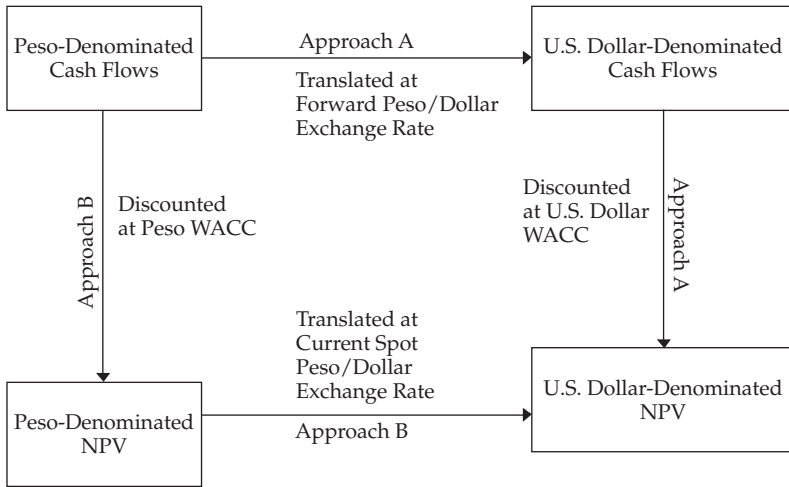 Peso-Denominated
Cash Flows
Approach A
Translated at
Forward Peso/Dollar
Exchange Rate
U.S. Dollar-Denominated
Cash Flows
Approach B
Discounted
at Peso WACC
Discounted
at U.S. Dollar
WACC
Approach A
Translated at
Current Spot
Peso/Dollar
Exchange Rate
Peso-Denominated
NPV
Approach B
U.S. Dollar-Denominated
NPV